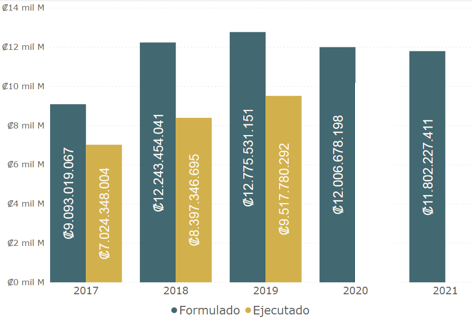 ₡14 mil M
₡12 mil M
₡10 mil M
₡8 mil M
₡6 mil M
₡4 mil M
₡2 mil M
₡0 mil M
₡9.093.019.067
₡7.024.348.004
₡12.243.454.041
₡8.397.346.695
₡12.775.531.151
₡9.517.780.292
₡12.006.678.198
₡11.802.227.411
2017 2018 2019 2020 2021
Formulado Ejecutado